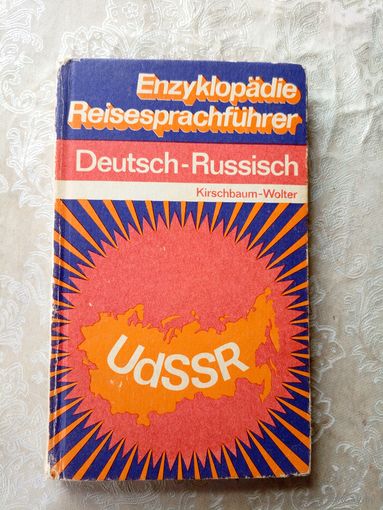 Enzyklopädie
Reisesprachführer
Deutsch-Russisch
Kirschbaum-Wolter
UdSSR